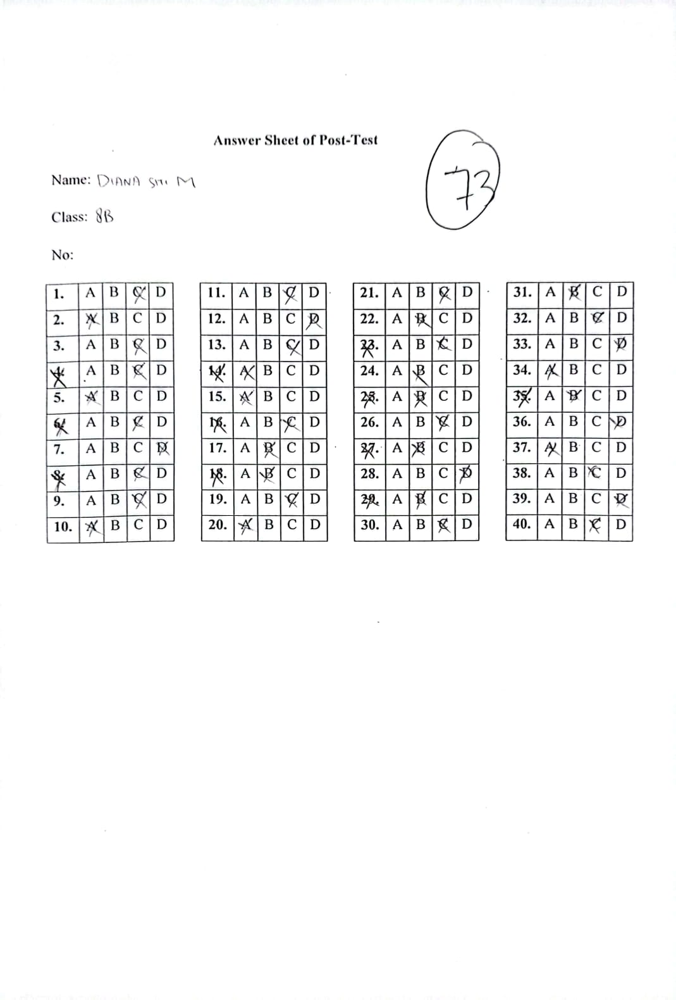 Answer Sheet of Post-Test
73
Name: DIANA SITI M
Class: 8B
No:
1. A B C D
2. A B C D
3. A B C D
4. A B C D
5. A B C D
6. A B C D
7. A B C D
8. A B C D
9. A B C D
10. A B C D
11. A B C D
12. A B C D
13. A B C D
14. A B C D
15. A B C D
16. A B C D
17. A B C D
18. A B C D
19. A B C D
20. A B C D
21. A B C D
22. A B C D
23. A B C D
24. A B C D
25. A B C D
26. A B C D
27. A B C D
28. A B C D
29. A B C D
30. A B C D
31. A B C D
32. A B C D
33. A B C D
34. A B C D
35. A B C D
36. A B C D
37. A B C D
38. A B C D
39. A B C D
40. A B C D